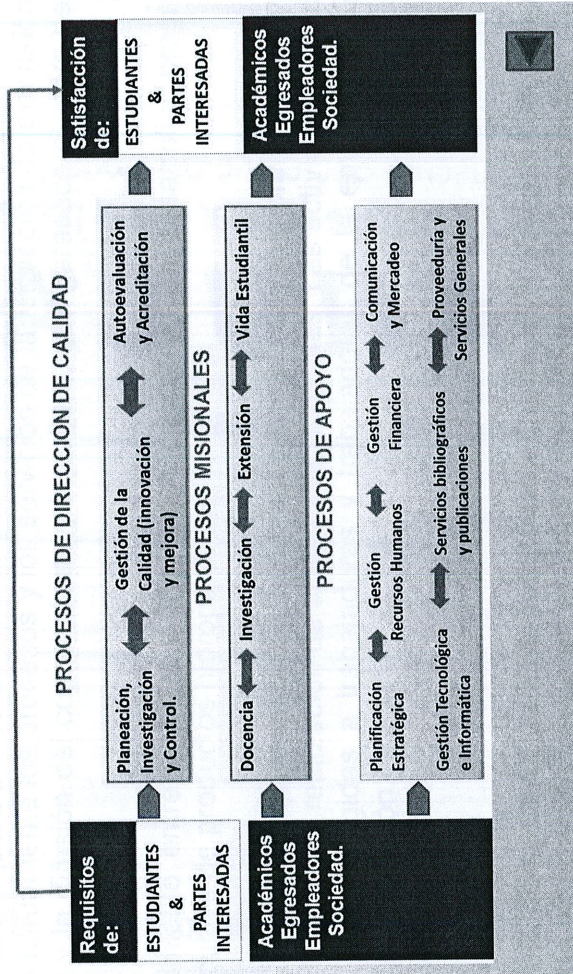 PROCESOS DE DIRECCION DE CALIDAD
Requisitos
de:
ESTUDIANTES
&
PARTES
INTERESADAS
Académicos
Egresados
Empleadores
Sociedad.
Planeación,
Investigación
y Control.
Gestión de la
Calidad (innovación
y mejora)
Autoevaluación
y Acreditación
PROCESOS MISIONALES
Docencia
Investigación
Extensión
Vida Estudiantil
PROCESOS DE APOYO
Planificación
Estratégica
Gestión
Recursos Humanos
Gestión
Financiera
Comunicación
y Mercadeo
Gestión Tecnológica
e Informática
Servicios bibliográficos
y publicaciones
Proveeduría y
Servicios Generales
Satisfacción
de:
ESTUDIANTES
&
PARTES
INTERESADAS
Académicos
Egresados
Empleadores
Sociedad.